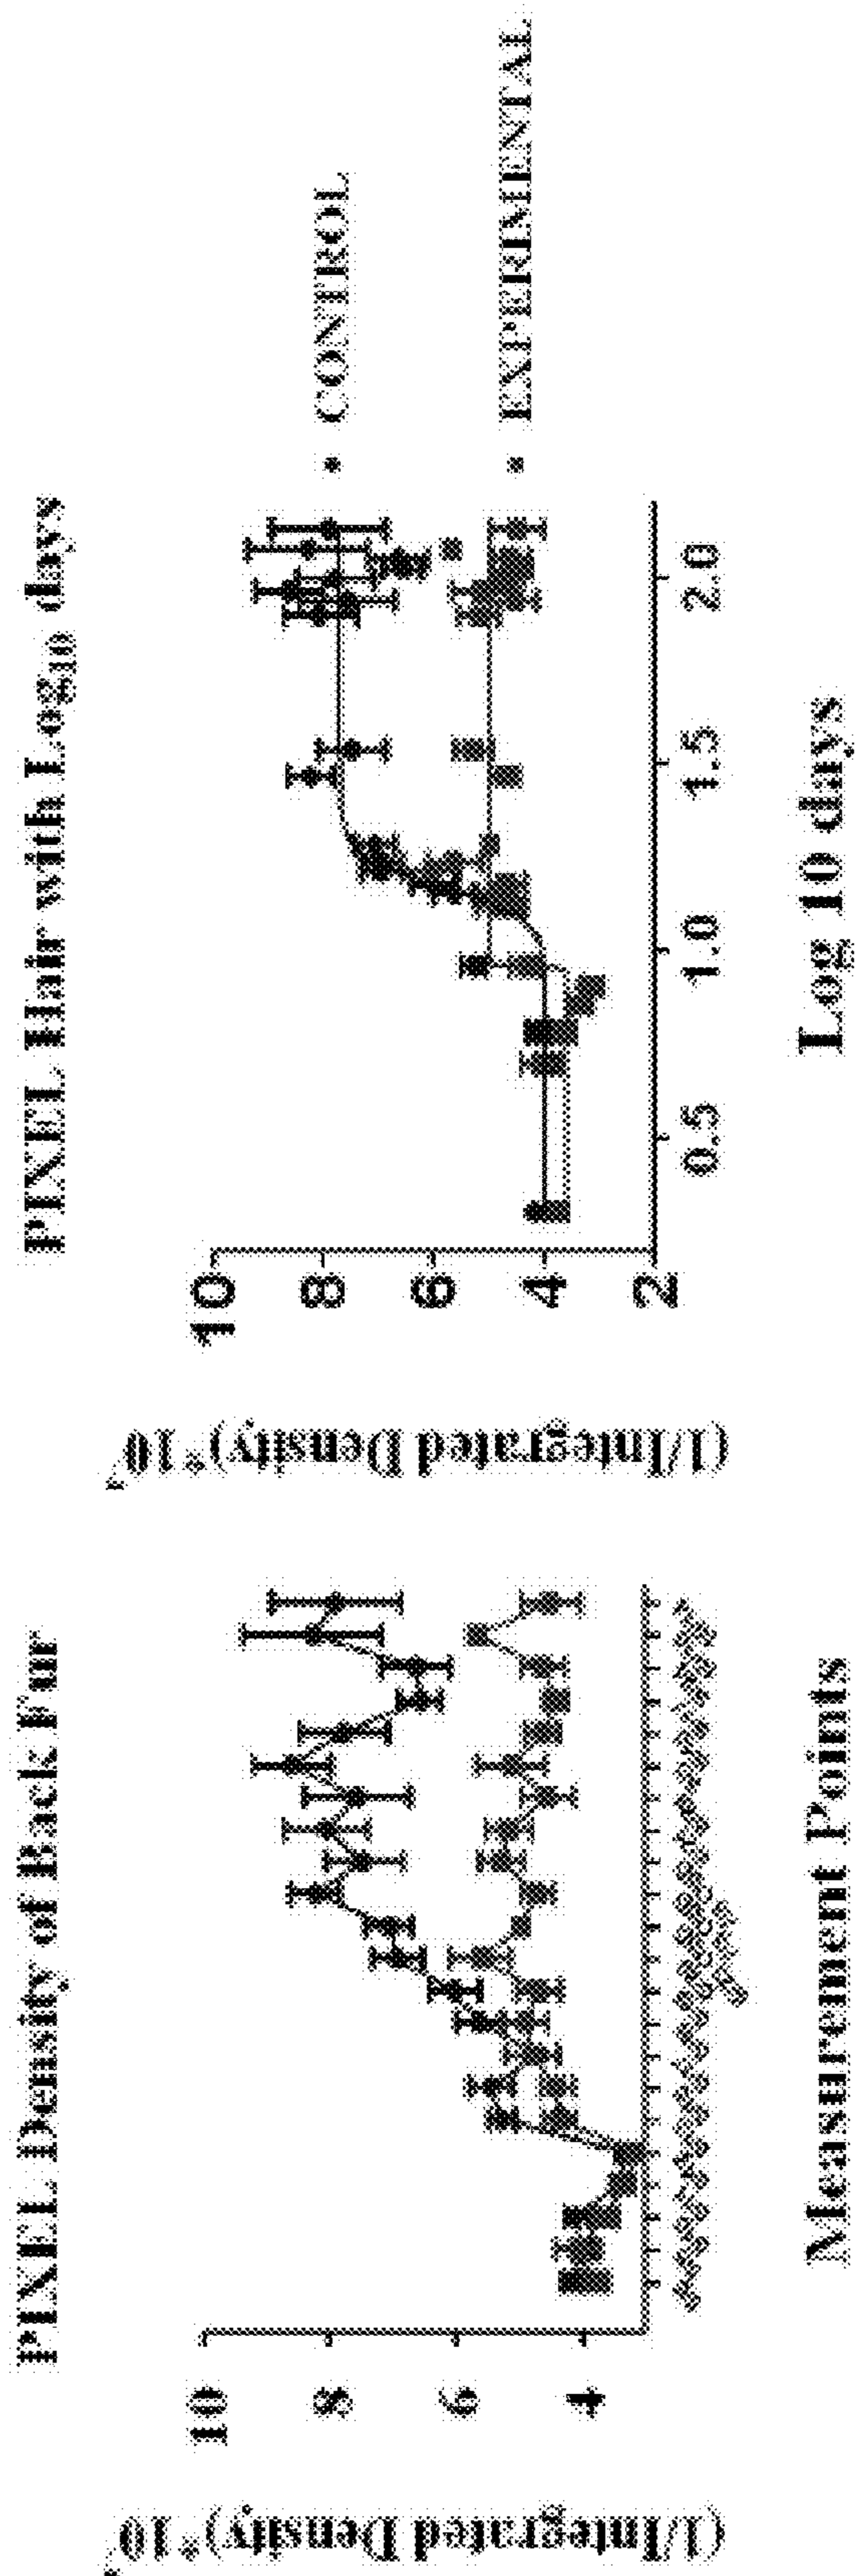 PIXEL Density of Back Fur
(1/Integrated Density)*10
10
8
6
4
Measurement Points
PIXEL Hair with Log10 days
(1/Integrated Density)*10
10
8
6
4
2
0.5
1.0
1.5
2.0
Log 10 days
CONTROL
EXPERIMENTAL